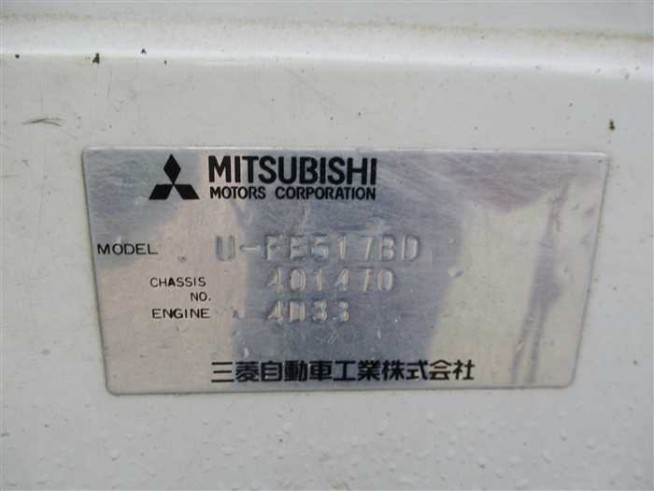 MITSUBISHI
MOTORS CORPORATION
MODEL U-FE517BD
CHASSIS NO. 401470
ENGINE 4D33
三菱自動車工業株式会社